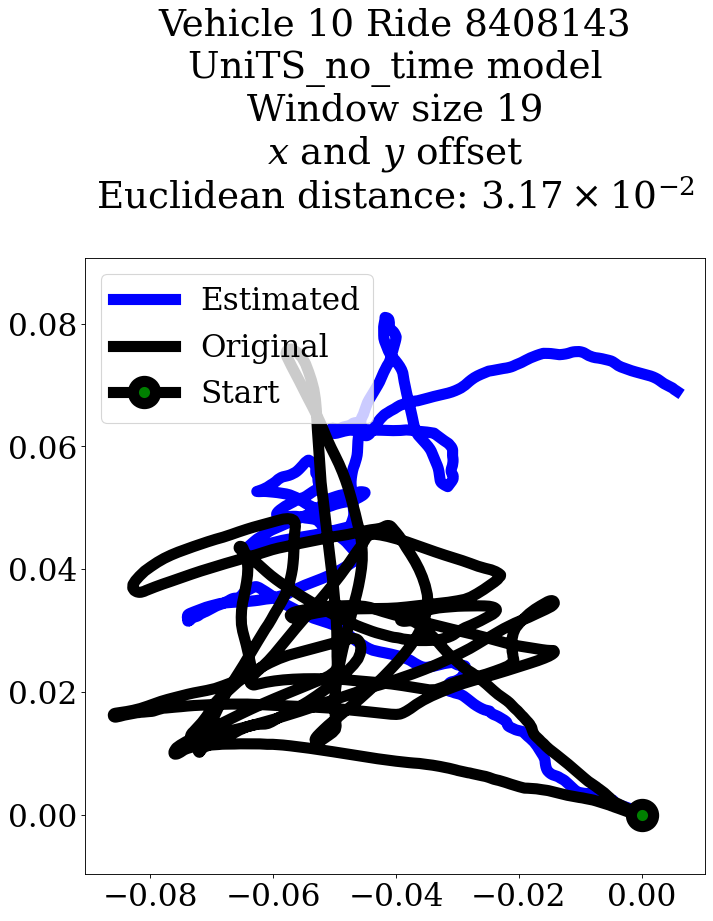 Vehicle 10 Ride 8408143
UniTS_no_time model
Window size 19
x and y offset
Euclidean distance: 3.17 × 10⁻²
Estimated
Original
Start
0.08
0.06
0.04
0.02
0.00
−0.08 −0.06 −0.04 −0.02 0.00